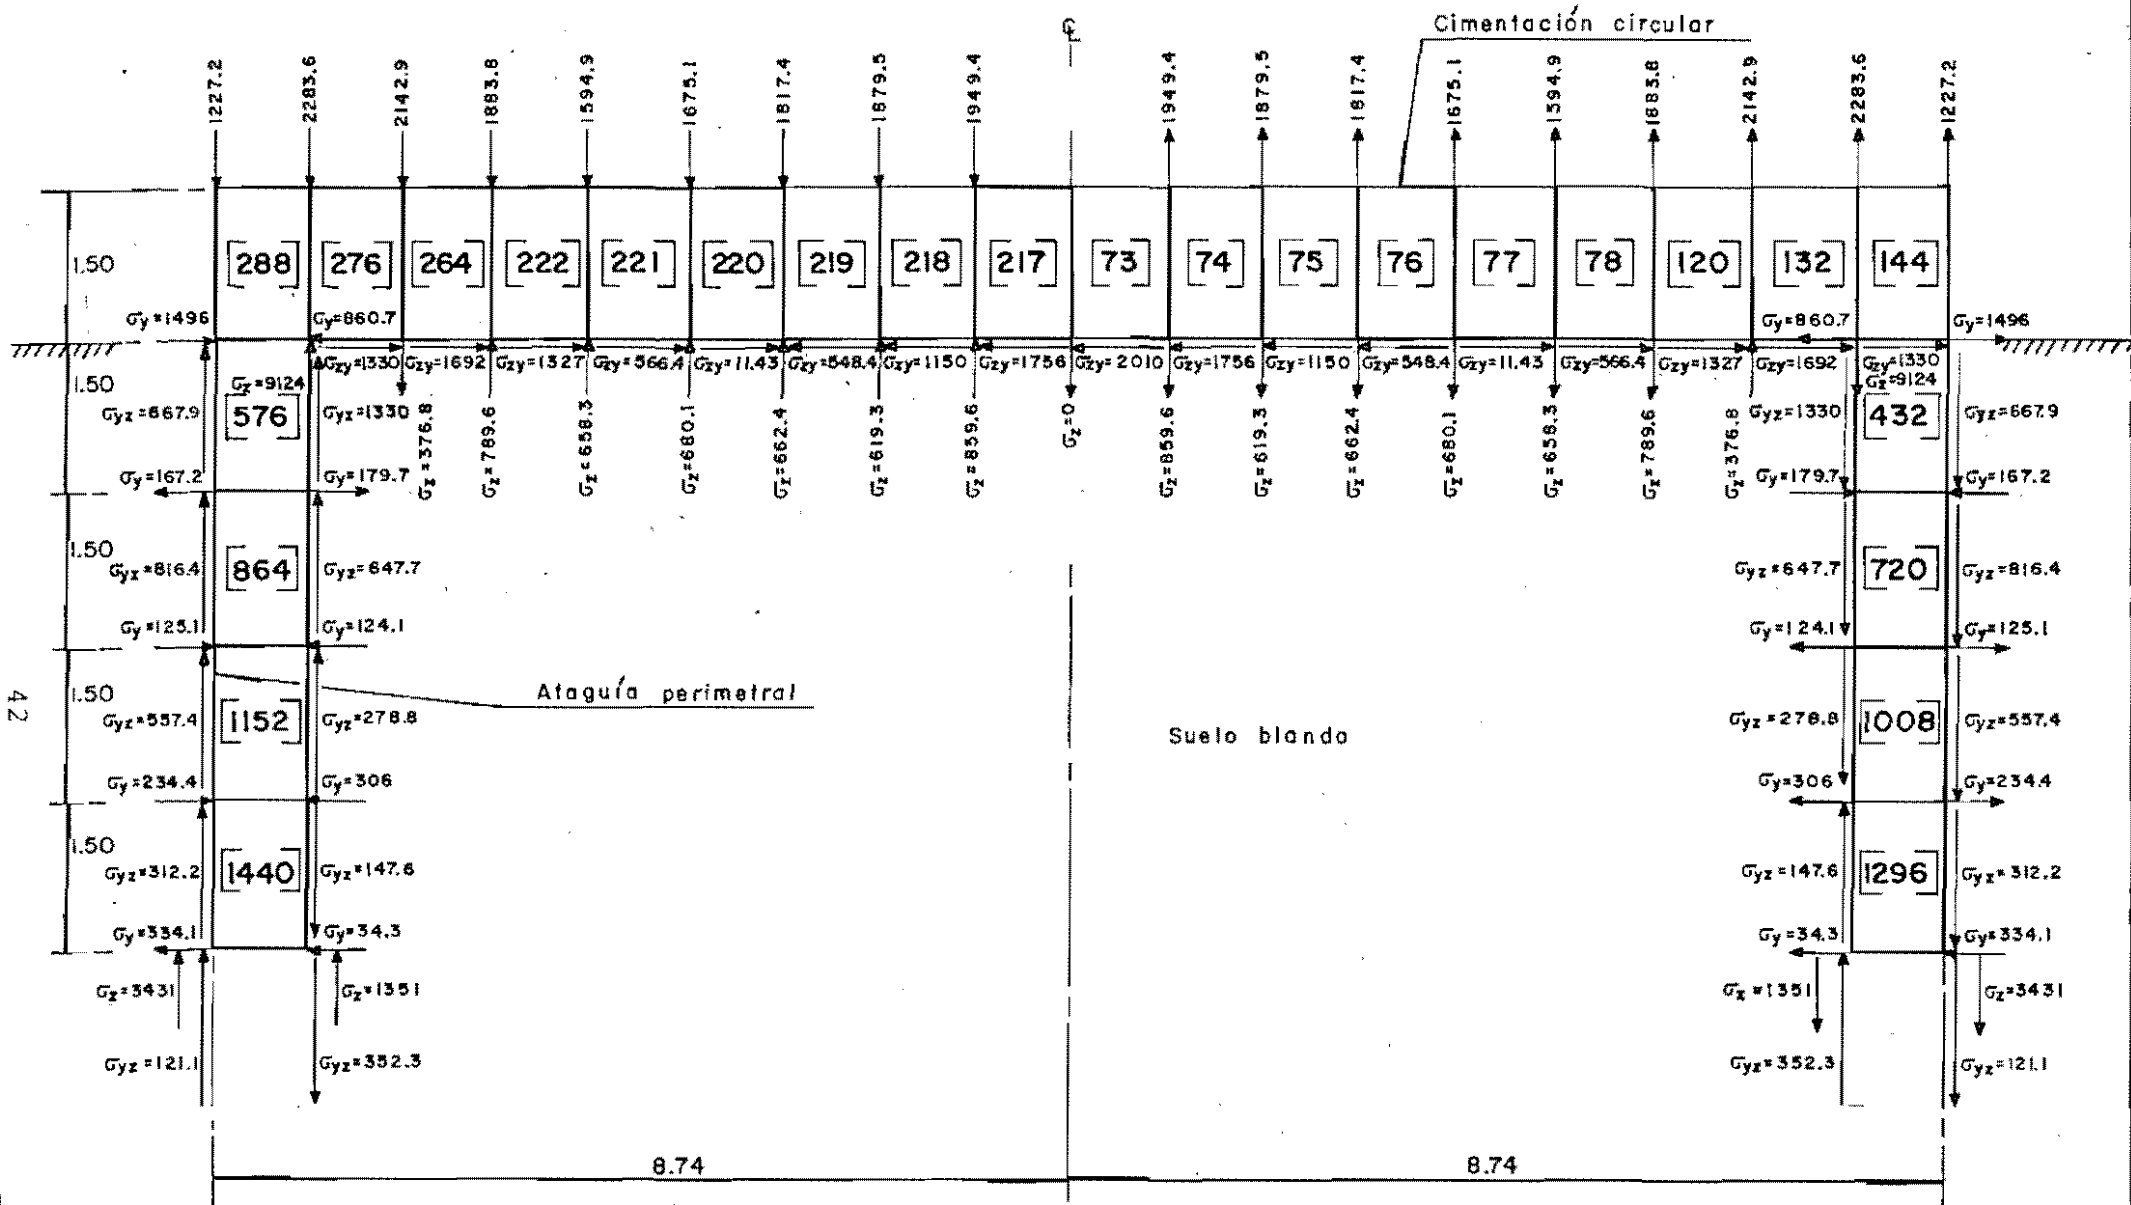 ℄
Cimentación circular
1227.2 2283.6 2142.9 1883.8 1594.9 1675.1 1817.4 1879.5 1949.4 1949.4 1879.5 1817.4 1675.1 1594.9 1883.8 2142.9 2283.6 1227.2
1.50 [288] [276] [264] [222] [221] [220] [219] [218] [217] [73] [74] [75] [76] [77] [78] [120] [132] [144]
σy=1496 σy=860.7 σy=860.7 σy=1496
σzy=1330 σzy=1692 σzy=1327 σzy=566.4 σzy=11.43 σzy=548.4 σzy=1150 σzy=1756 σzy=2010 σzy=1756 σzy=1150 σzy=548.4 σzy=11.43 σzy=566.4 σzy=1327 σzy=1692 σzy=1330
1.50 σz=9124 σz=9124
σyz=667.9 [576] σyz=1330 σyz=1330 [432] σyz=667.9
σz=376.8 σz=789.6 σz=658.3 σz=680.1 σz=662.4 σz=619.3 σz=859.6 σz=0 σz=859.6 σz=619.3 σz=662.4 σz=680.1 σz=658.3 σz=789.6 σz=376.8
σy=167.2 σy=179.7 σy=179.7 σy=167.2
1.50
σyz=816.4 [864] σyz=647.7 σyz=647.7 [720] σyz=816.4
σy=125.1 σy=124.1 σy=124.1 σy=125.1
1.50 Ataguía perimetral
σyz=557.4 [1152] σyz=278.8 σyz=278.8 [1008] σyz=557.4
Suelo blando
σy=234.4 σy=306 σy=306 σy=234.4
1.50
σyz=312.2 [1440] σyz=147.6 σyz=147.6 [1296] σyz=312.2
σy=334.1 σy=34.3 σy=34.3 σy=334.1
σz=3431 σz=1351 σz=1351 σz=3431
σyz=121.1 σyz=352.3 σyz=352.3 σyz=121.1
8.74 8.74
42